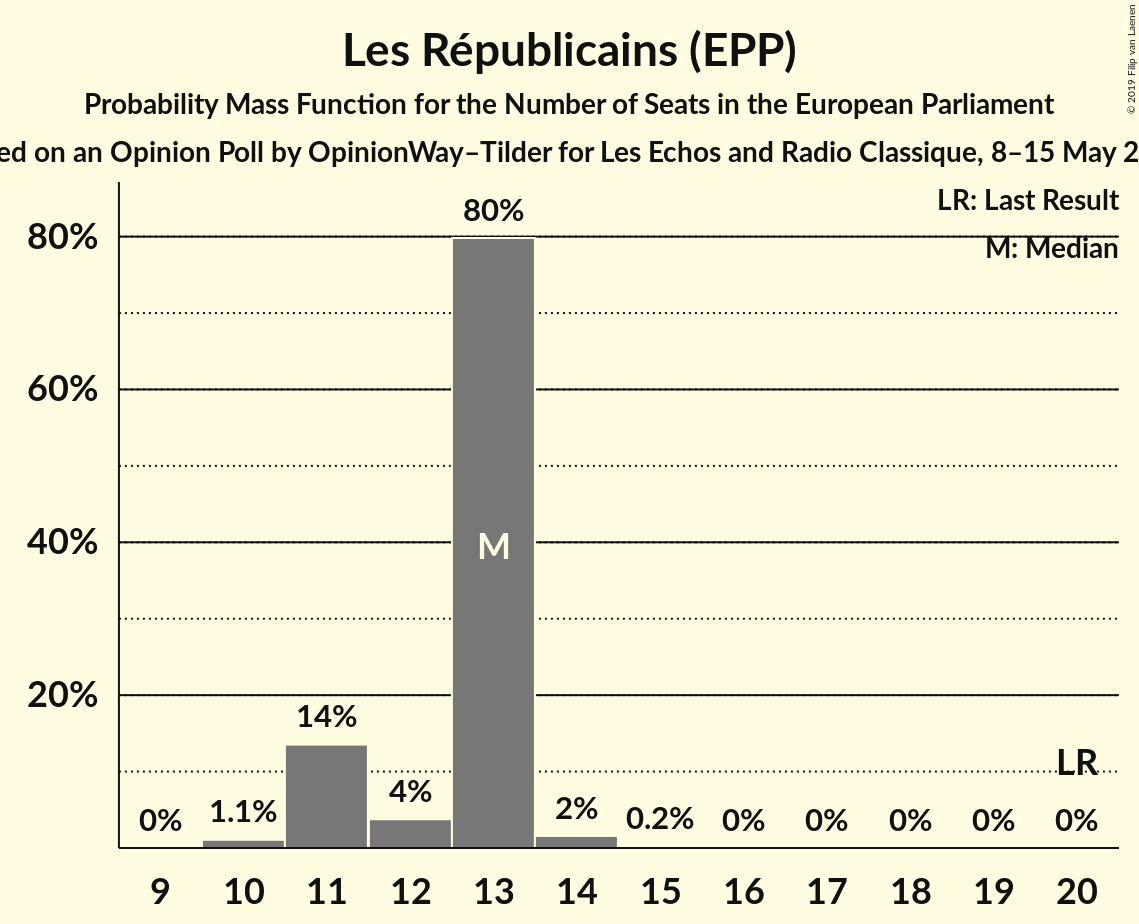 Les Républicains (EPP)
Probability Mass Function for the Number of Seats in the European Parliament
ed on an Opinion Poll by OpinionWay–Tilder for Les Echos and Radio Classique, 8–15 May 2
© 2019 Filip van Laenen
LR: Last Result
M: Median
80%
60%
40%
20%
0%
1.1%
14%
4%
80%
M
2%
0.2%
0%
0%
0%
0%
LR
0%
9 10 11 12 13 14 15 16 17 18 19 20